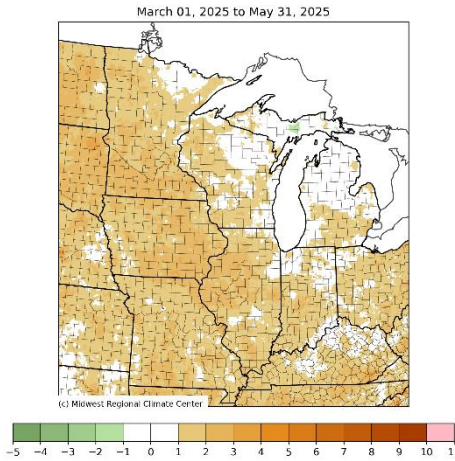 March 01, 2025 to May 31, 2025
(c) Midwest Regional Climate Center
−5 −4 −3 −2 −1 0 1 2 3 4 5 6 7 8 9 10 1